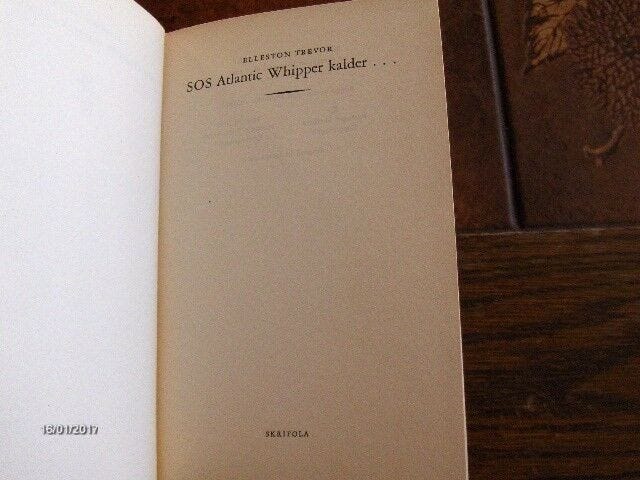 ELLESTON TREVOR
SOS Atlantic Whipper kalder . . .
SKRIFOLA
16/01/2017